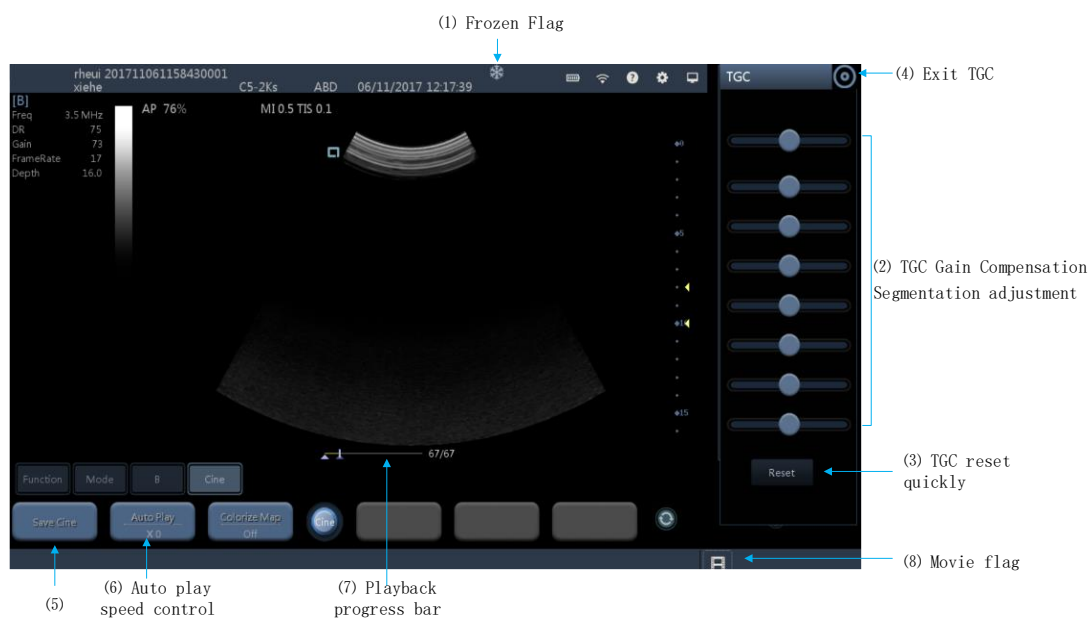 (1) Frozen Flag
rheui 201711061158430001
xiehe C5-2Ks ABD 06/11/2017 12:17:39
TGC
(4) Exit TGC
[B]
Freq 3.5 MHz
DR 75
Gain 73
FrameRate 17
Depth 16.0
AP 76%
MI 0.5 TIS 0.1
0
5
1
15
(2) TGC Gain Compensation
Segmentation adjustment
67/67
Function Mode B Cine
Reset
(3) TGC reset
quickly
Save Cine
Auto Play
X 0
Colorize Map
Off
Cine
(8) Movie flag
(5)
(6) Auto play
speed control
(7) Playback
progress bar